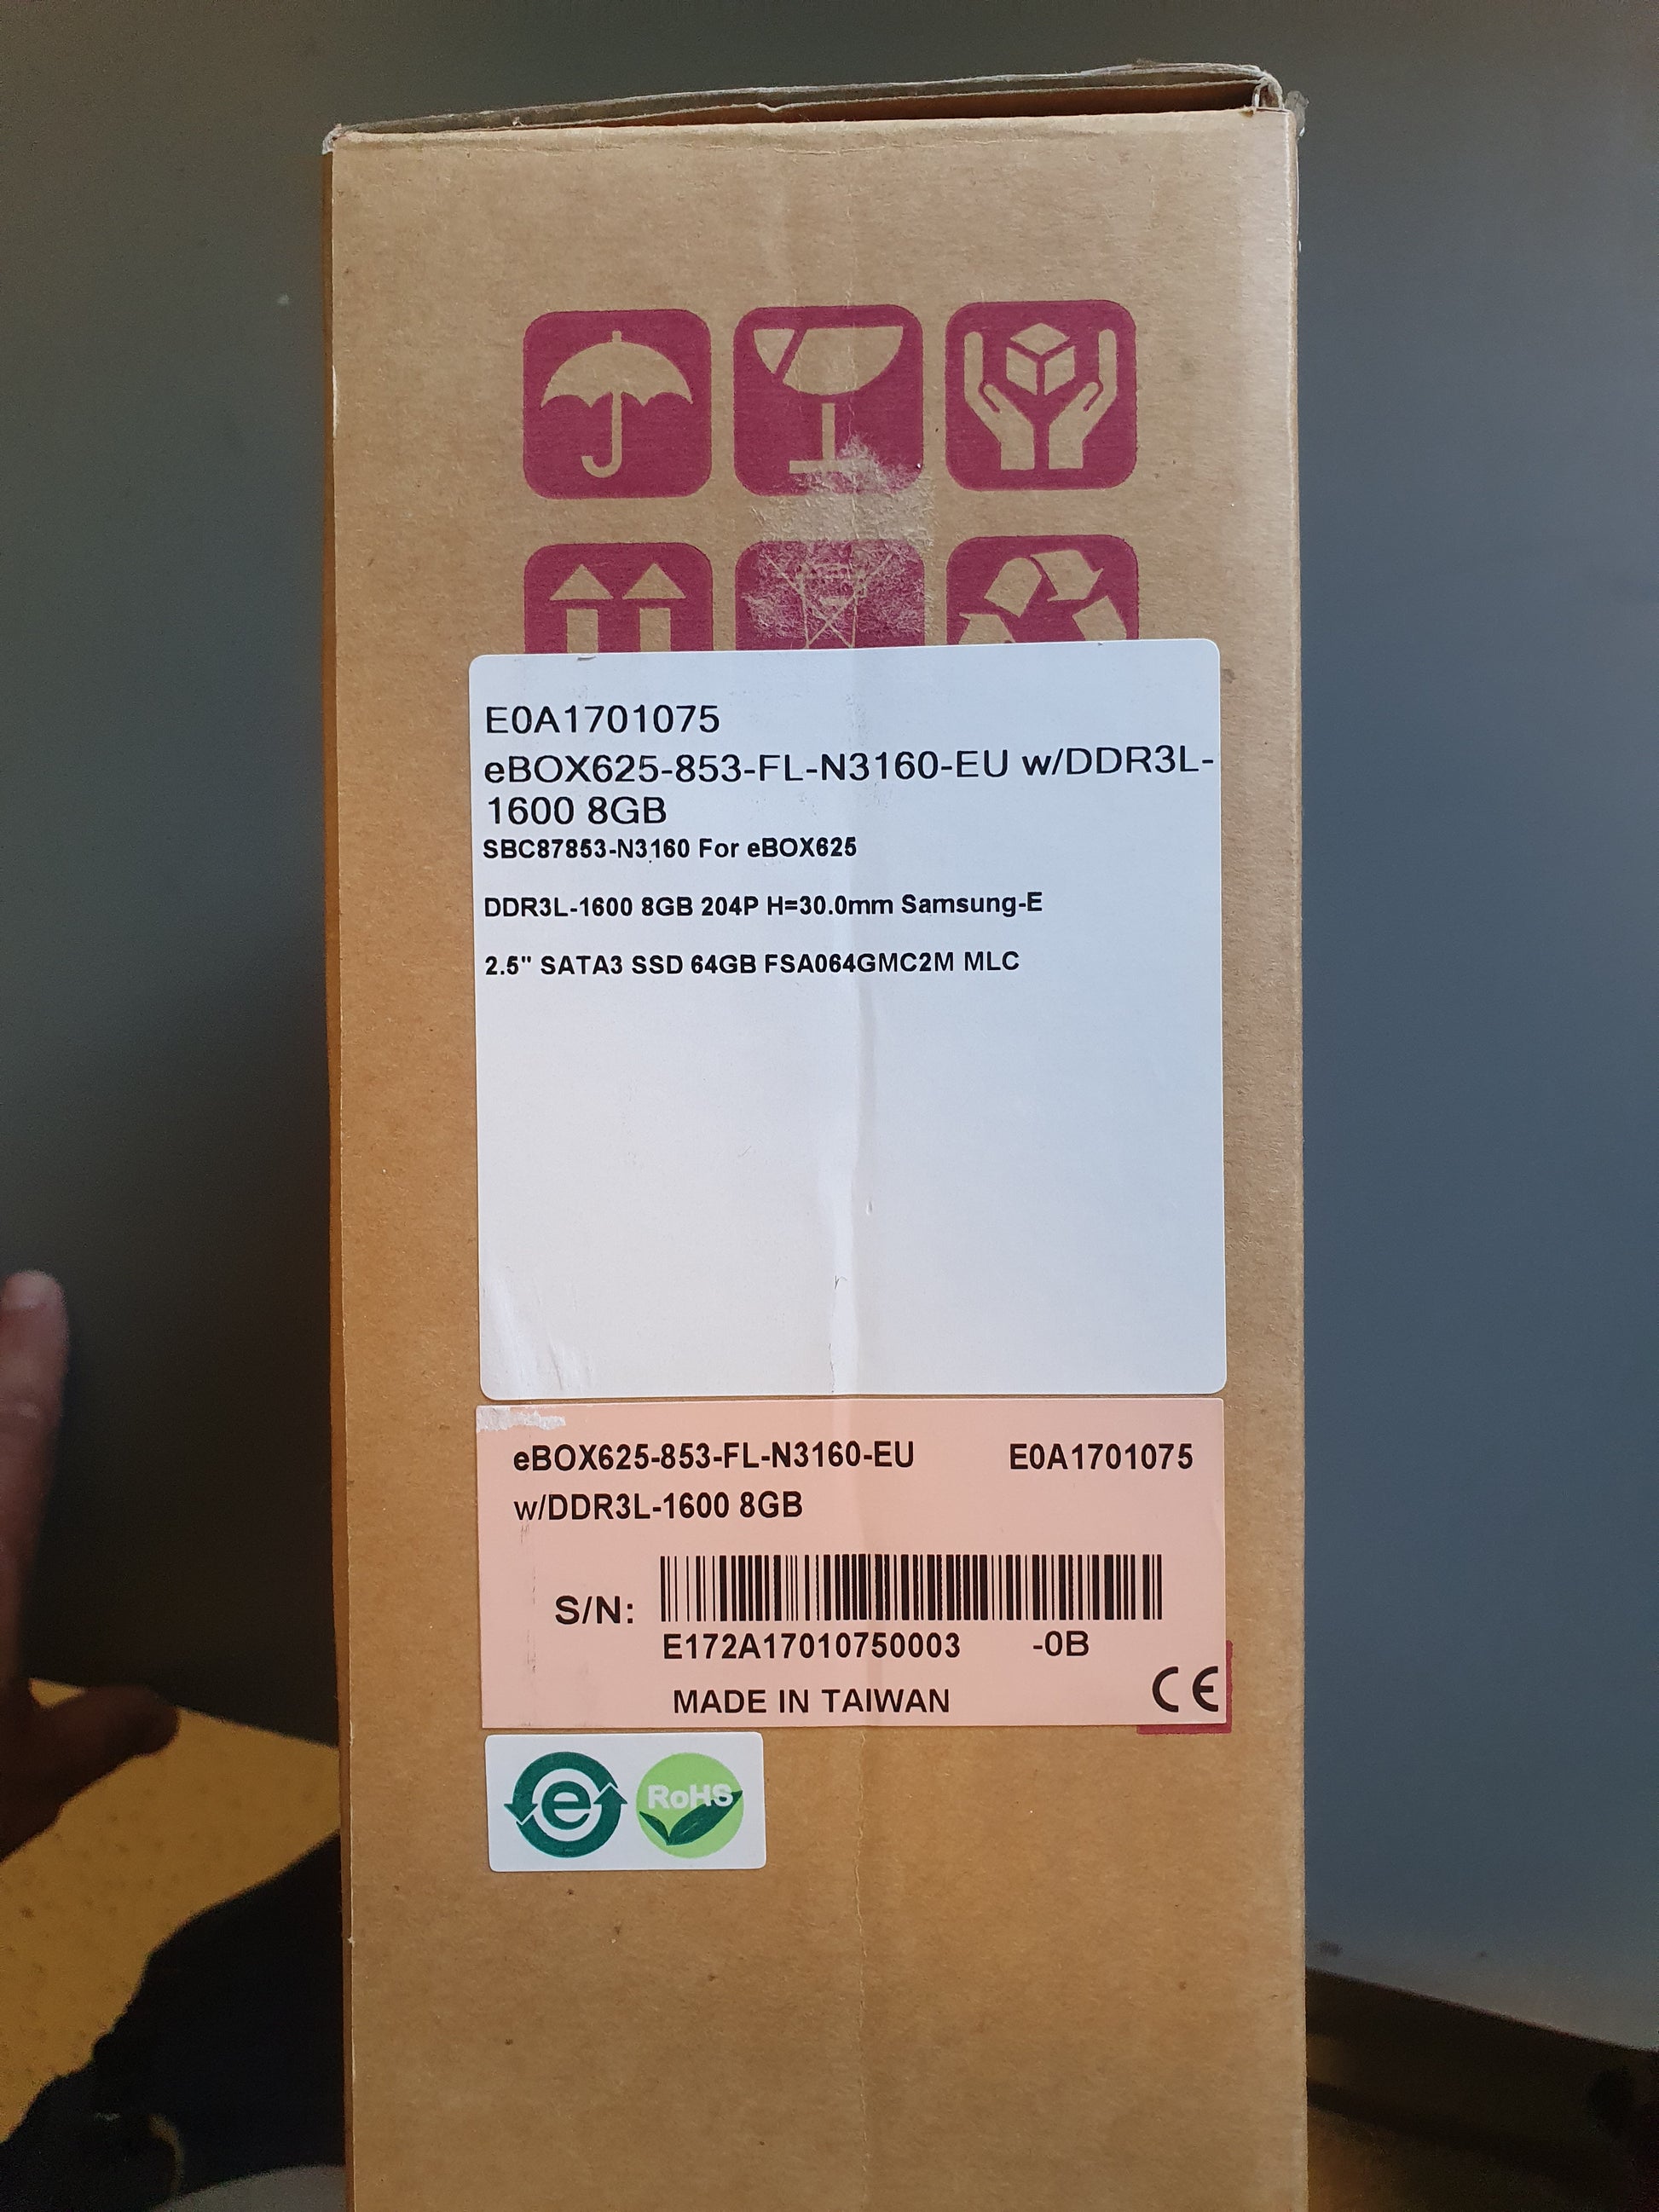 E0A1701075
eBOX625-853-FL-N3160-EU w/DDR3L-
1600 8GB
SBC87853-N3160 For eBOX625
DDR3L-1600 8GB 204P H=30.0mm Samsung-E
2.5" SATA3 SSD 64GB FSA064GMC2M MLC
eBOX625-853-FL-N3160-EU E0A1701075
w/DDR3L-1600 8GB
S/N:
E172A17010750003 -0B
MADE IN TAIWAN CE
e RoHS